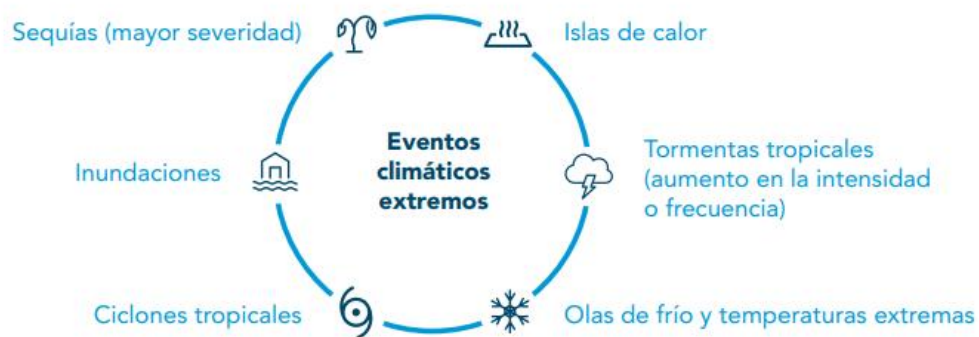 Sequías (mayor severidad)
Islas de calor
Eventos
climáticos
extremos
Inundaciones
Tormentas tropicales
(aumento en la intensidad
o frecuencia)
Ciclones tropicales
Olas de frío y temperaturas extremas